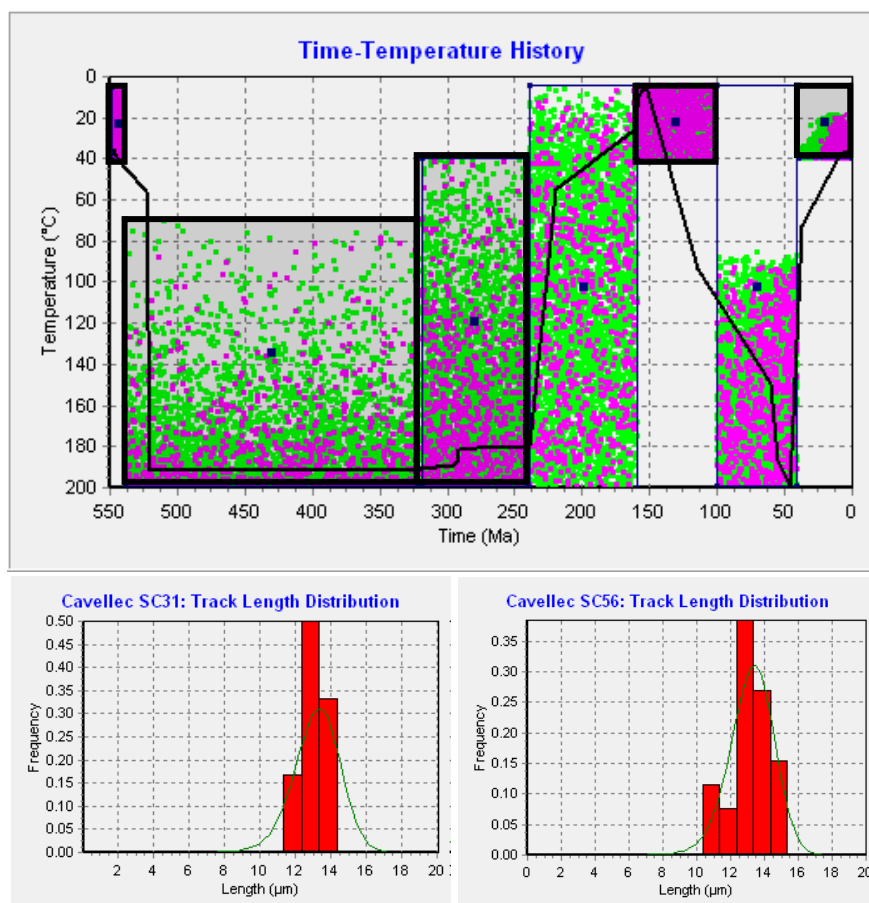 Time-Temperature History
0
20
40
60
80
100
120
140
160
180
200
Temperature (°C)
550 500 450 400 350 300 250 200 150 100 50 0
Time (Ma)
Cavellec SC31: Track Length Distribution
0.50
0.45
0.40
0.35
0.30
0.25
0.20
0.15
0.10
0.05
0.00
Frequency
2 4 6 8 10 12 14 16 18 20
Length (µm)
Cavellec SC56: Track Length Distribution
0.35
0.30
0.25
0.20
0.15
0.10
0.05
0.00
Frequency
0 2 4 6 8 10 12 14 16 18 20
Length (µm)